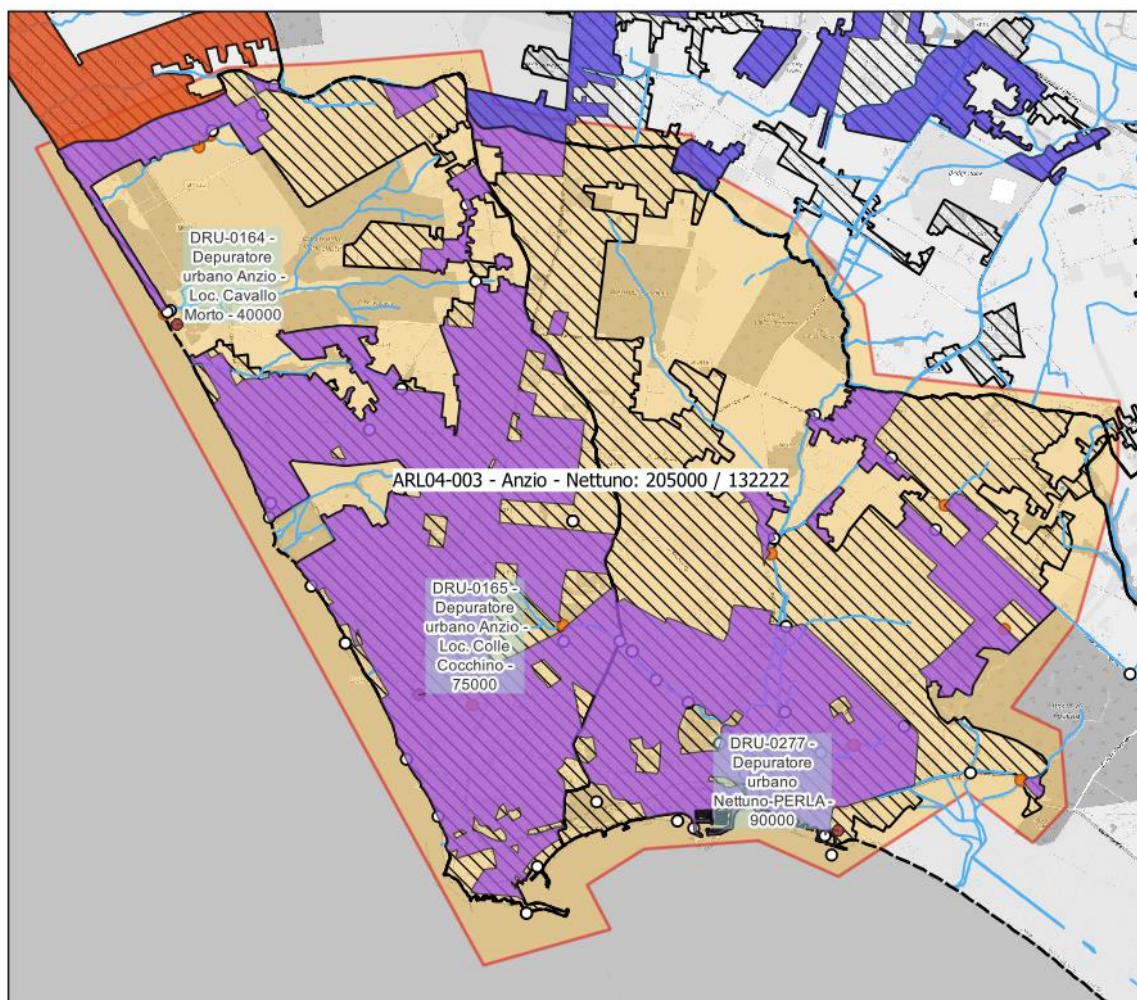 DRU-0164 -
Depuratore
urbano Anzio -
Loc. Cavallo
Morto - 40000
ARL04-003 - Anzio - Nettuno: 205000 / 132222
DRU-0165 -
Depuratore
urbano Anzio -
Loc. Colle
Cocchino -
75000
DRU-0277 -
Depuratore
urbano
Nettuno-PERLA -
90000